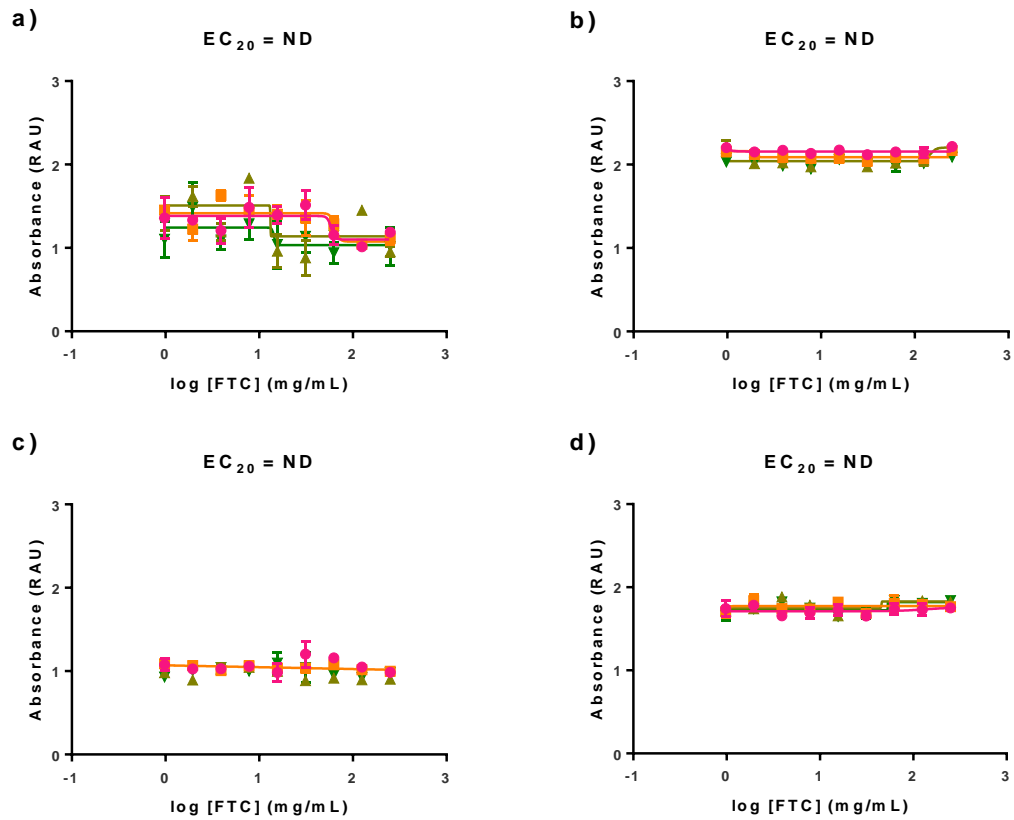 a)
EC20 = ND
3
2
1
0
-1 0 1 2 3
Absorbance (RAU)
log [FTC] (mg/mL)
b)
EC20 = ND
3
2
1
0
-1 0 1 2 3
Absorbance (RAU)
log [FTC] (mg/mL)
c)
EC20 = ND
3
2
1
0
-1 0 1 2 3
Absorbance (RAU)
log [FTC] (mg/mL)
d)
EC20 = ND
3
2
1
0
-1 0 1 2 3
Absorbance (RAU)
log [FTC] (mg/mL)